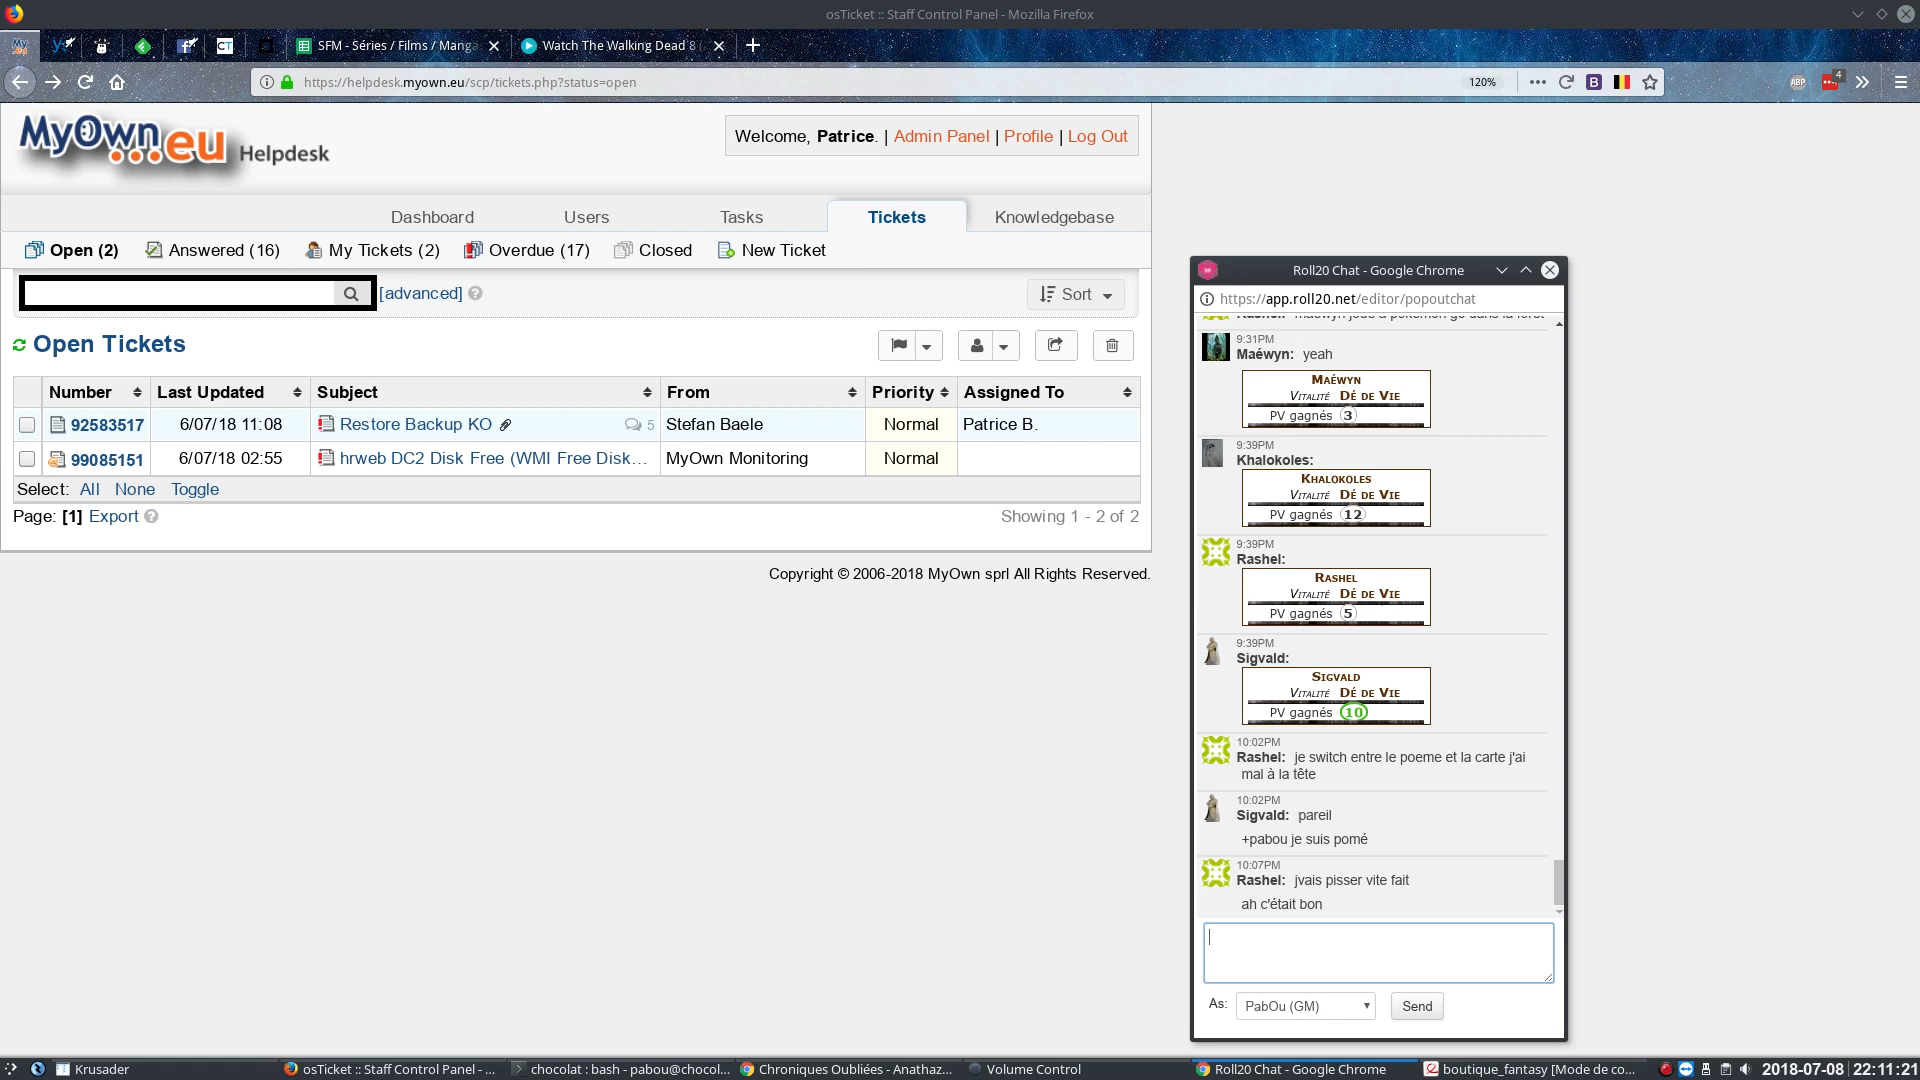 osTicket :: Staff Control Panel - Mozilla Firefox
SFM - Séries / Films / Manga
Watch The Walking Dead 8 (
https://helpdesk.myown.eu/scp/tickets.php?status=open
120%
ABP
4
MyOwn...eu Helpdesk
Welcome, Patrice. | Admin Panel | Profile | Log Out
Dashboard Users Tasks Tickets Knowledgebase
Open (2) Answered (16) My Tickets (2) Overdue (17) Closed New Ticket
[advanced]
Sort
Open Tickets
Number Last Updated Subject From Priority Assigned To
92583517 6/07/18 11:08 Restore Backup KO 5 Stefan Baele Normal Patrice B.
99085151 6/07/18 02:55 hrweb DC2 Disk Free (WMI Free Disk... MyOwn Monitoring Normal
Select: All None Toggle
Page: [1] Export
Showing 1 - 2 of 2
Copyright © 2006-2018 MyOwn sprl All Rights Reserved.
Roll20 Chat - Google Chrome
https://app.roll20.net/editor/popoutchat
Rashel: maéwyn joue à pokémon go dans la forêt
9:31PM
Maéwyn: yeah
Maéwyn
Vitalité Dé de Vie
PV gagnés 3
9:39PM
Khalokoles:
Khalokoles
Vitalité Dé de Vie
PV gagnés 12
9:39PM
Rashel:
Rashel
Vitalité Dé de Vie
PV gagnés 5
9:39PM
Sigvald:
Sigvald
Vitalité Dé de Vie
PV gagnés 10
10:02PM
Rashel: je switch entre le poeme et la carte j'ai
mal à la tête
10:02PM
Sigvald: pareil
+pabou je suis pomé
10:07PM
Rashel: jvais pisser vite fait
ah c'était bon
As: PabOu (GM) Send
Krusader
osTicket :: Staff Control Panel - ...
chocolat : bash - pabou@chocol...
Chroniques Oubliées - Anathaz...
Volume Control
Roll20 Chat - Google Chrome
boutique_fantasy [Mode de co...
2018-07-08 22:11:21